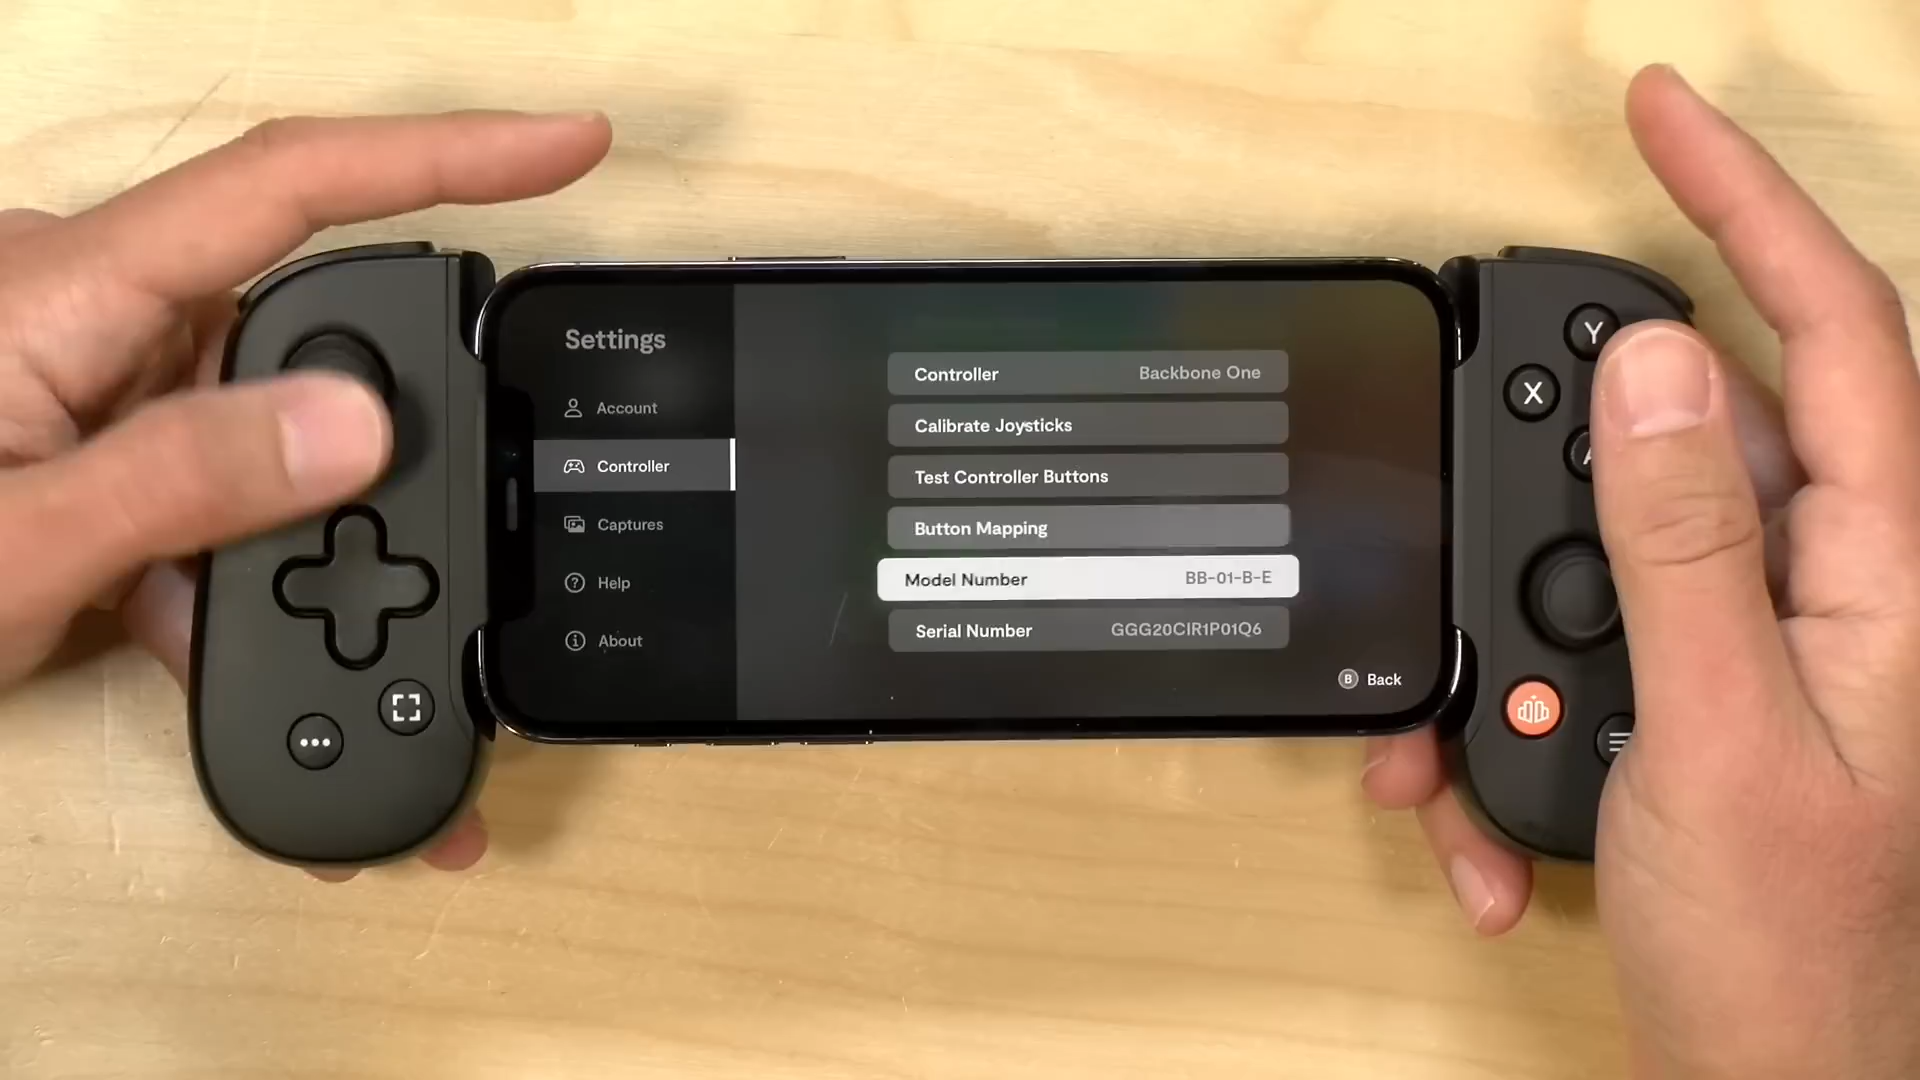 Settings
Account
Controller
Captures
Help
About
Controller Backbone One
Calibrate Joysticks
Test Controller Buttons
Button Mapping
Model Number BB-01-B-E
Serial Number GGG20CIR1P01Q6
B Back
Y
X
A